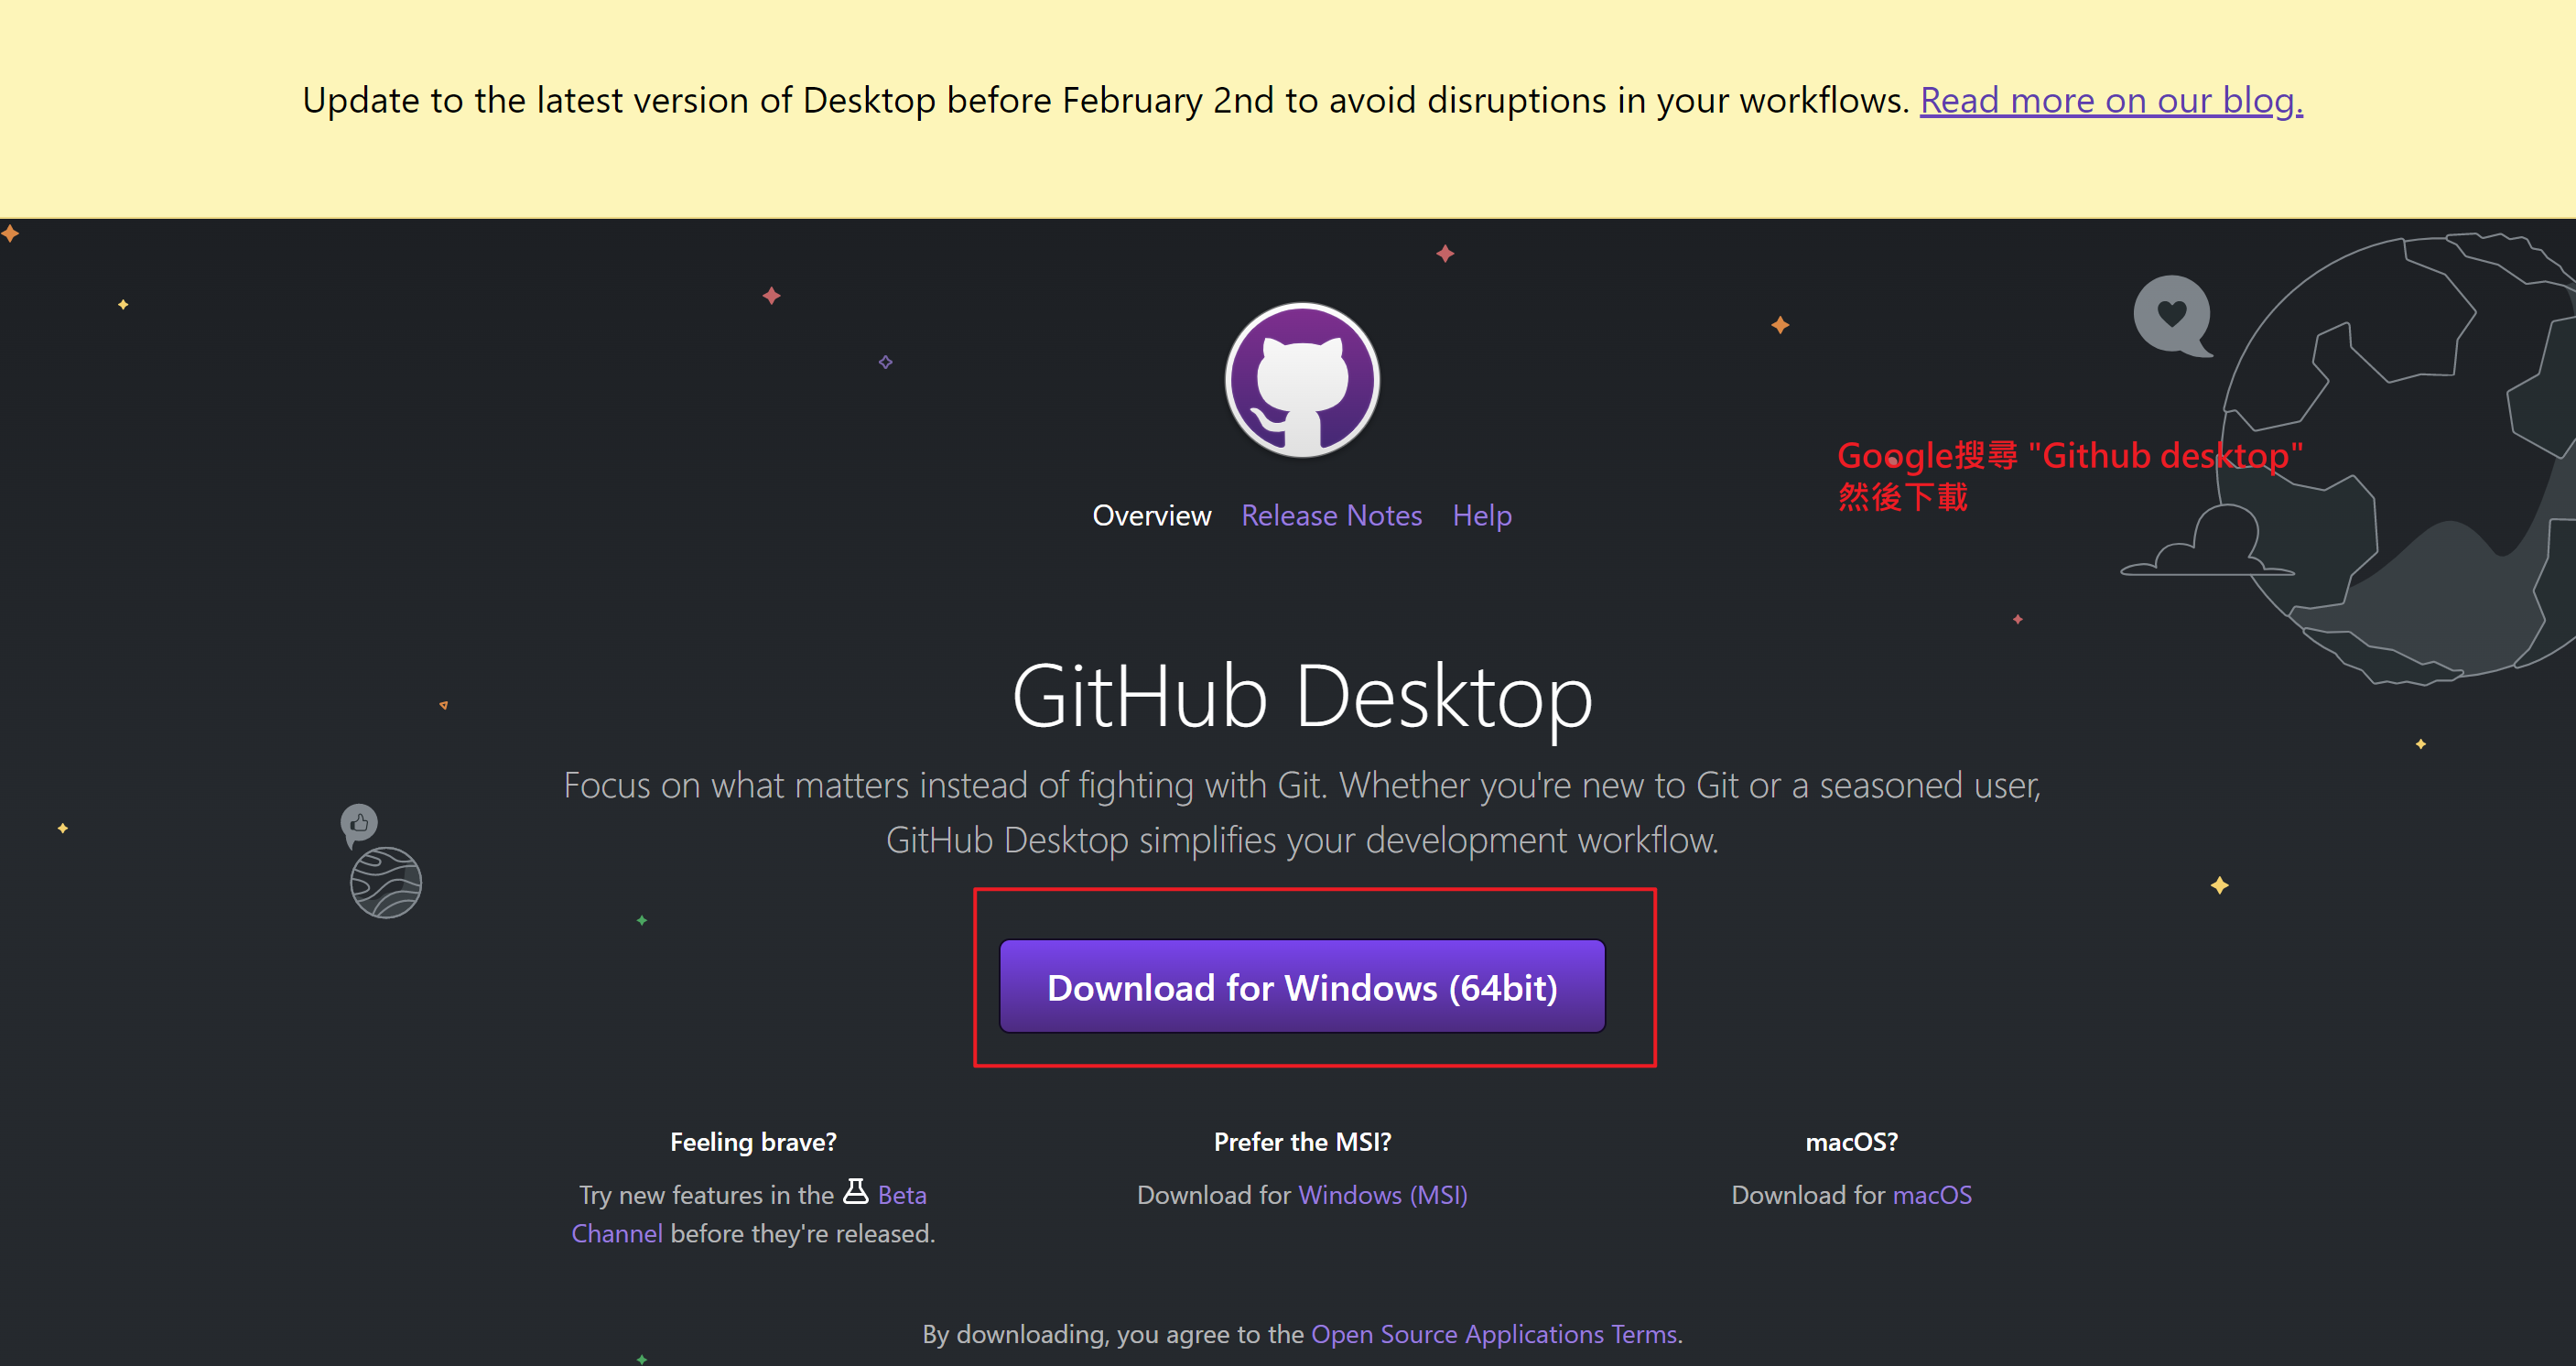 Update to the latest version of Desktop before February 2nd to avoid disruptions in your workflows. Read more on our blog.
Google搜尋 "Github desktop"
然後下載
Overview Release Notes Help
GitHub Desktop
Focus on what matters instead of fighting with Git. Whether you're new to Git or a seasoned user,
GitHub Desktop simplifies your development workflow.
Download for Windows (64bit)
Feeling brave?
Try new features in the Beta
Channel before they're released.
Prefer the MSI?
Download for Windows (MSI)
macOS?
Download for macOS
By downloading, you agree to the Open Source Applications Terms.